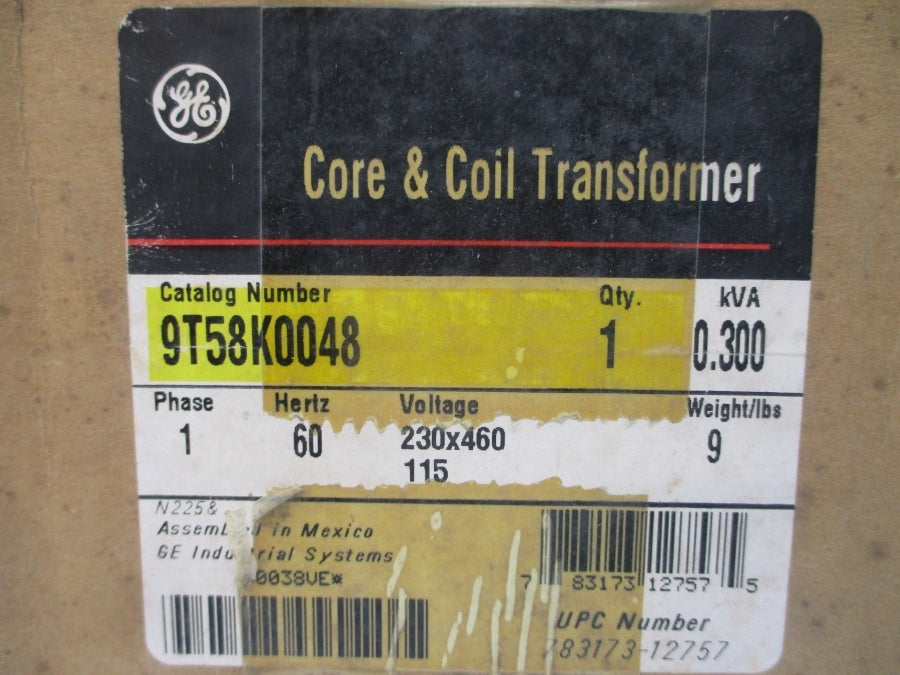 GE
Core & Coil Transformer
Catalog Number Qty. kVA
9T58K0048 1 0.300
Phase Hertz Voltage Weight/lbs
1 60 230x460 9
115
N225&
in Mexico
GE Industrial Systems
0038VE*
7 83173 12757 5
UPC Number
783173-12757